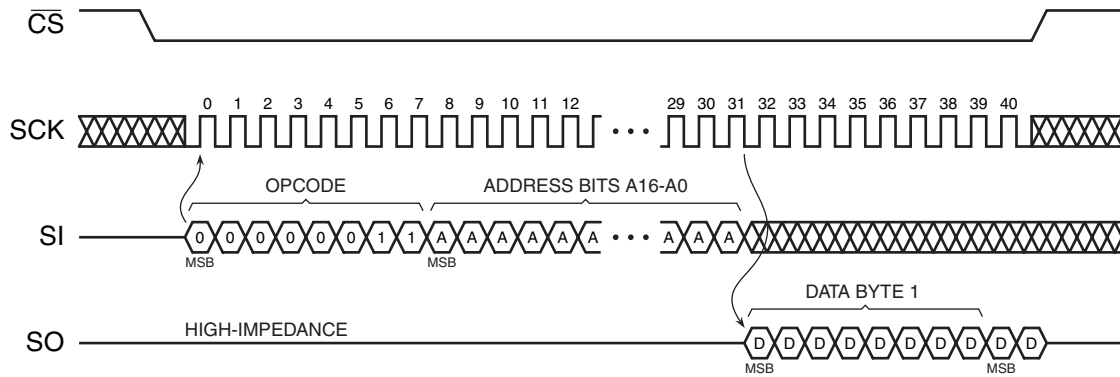 CS
0 1 2 3 4 5 6 7 8 9 10 11 12 29 30 31 32 33 34 35 36 37 38 39 40
SCK
OPCODE ADDRESS BITS A16-A0
SI 0 0 0 0 0 0 1 1 A A A A A A A A A
MSB MSB
DATA BYTE 1
HIGH-IMPEDANCE
SO D D D D D D D D D D
MSB MSB